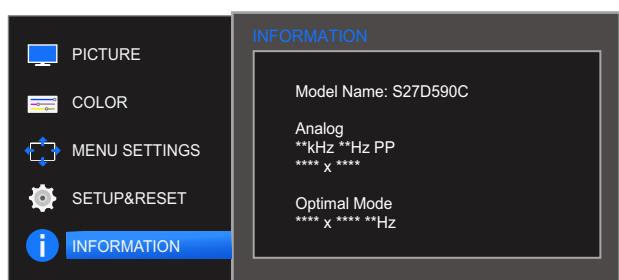 PICTURE
COLOR
MENU SETTINGS
SETUP&RESET
INFORMATION
INFORMATION
Model Name: S27D590C
Analog
**kHz **Hz PP
**** x ****
Optimal Mode
**** x **** **Hz